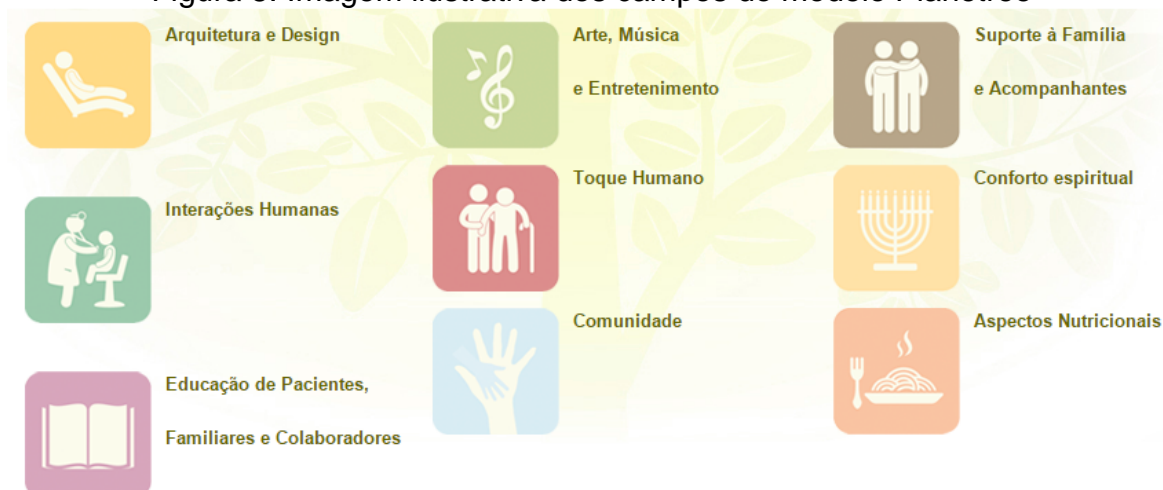 Imagem ilustrativa dos campos do modelo Planetree
Arquitetura e Design
Interações Humanas
Educação de Pacientes,
Familiares e Colaboradores
Arte, Música
e Entretenimento
Toque Humano
Comunidade
Suporte à Família
e Acompanhantes
Conforto espiritual
Aspectos Nutricionais